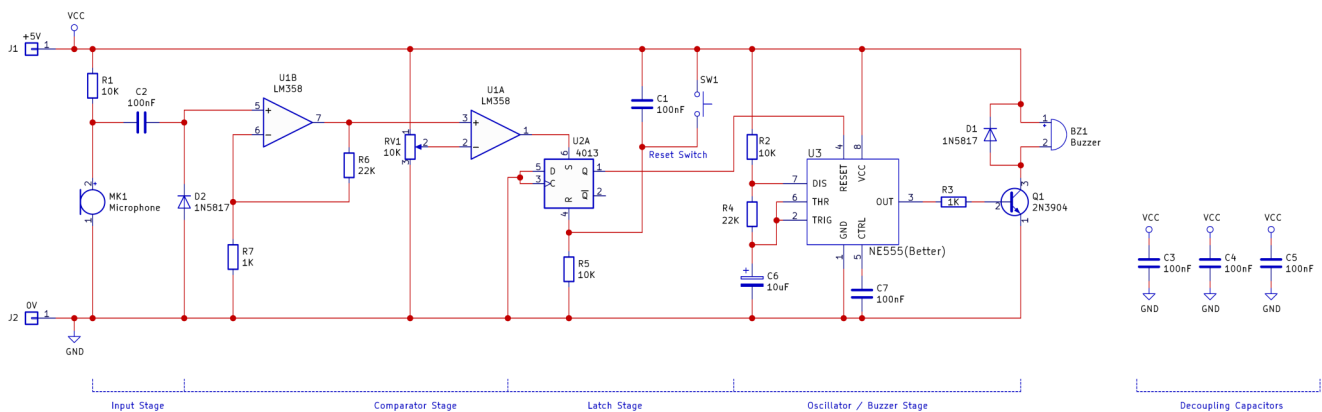 VCC
J1
+5V
1
R1
10K
C2
100nF
MK1
Microphone
2
+
1
D2
1N5817
U1B
LM358
5
+
6
−
7
R6
22K
R7
1K
RV1
10K
1
2
3
U1A
LM358
3
+
2
−
1
U2A
4013
6
S
5
D
Q
1
3
C
Q
2
R
4
R5
10K
C1
100nF
SW1
Reset Switch
R2
10K
R4
22K
+
C6
10uF
U3
4
8
RESET
VCC
7
DIS
6
THR
2
TRIG
OUT
3
GND
CTRL
1
5
NE555(Better)
C7
100nF
R3
1K
D1
1N5817
1
+
2
BZ1
Buzzer
3
2
1
Q1
2N3904
VCC
C3
100nF
GND
VCC
C4
100nF
GND
VCC
C5
100nF
GND
J2
0V
1
GND
Input Stage
Comparator Stage
Latch Stage
Oscillator / Buzzer Stage
Decoupling Capacitors